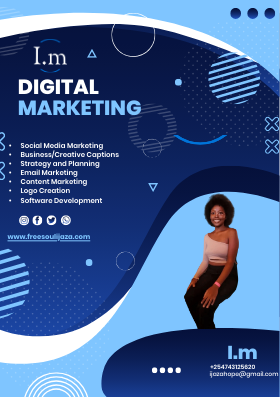 I.m
DIGITAL
MARKETING
• Social Media Marketing
• Business/Creative Captions
• Strategy and Planning
• Email Marketing
• Content Marketing
• Logo Creation
• Software Development
www.freesoulijaza.com
I.m
+254743125620
ijazahope@gmail.com